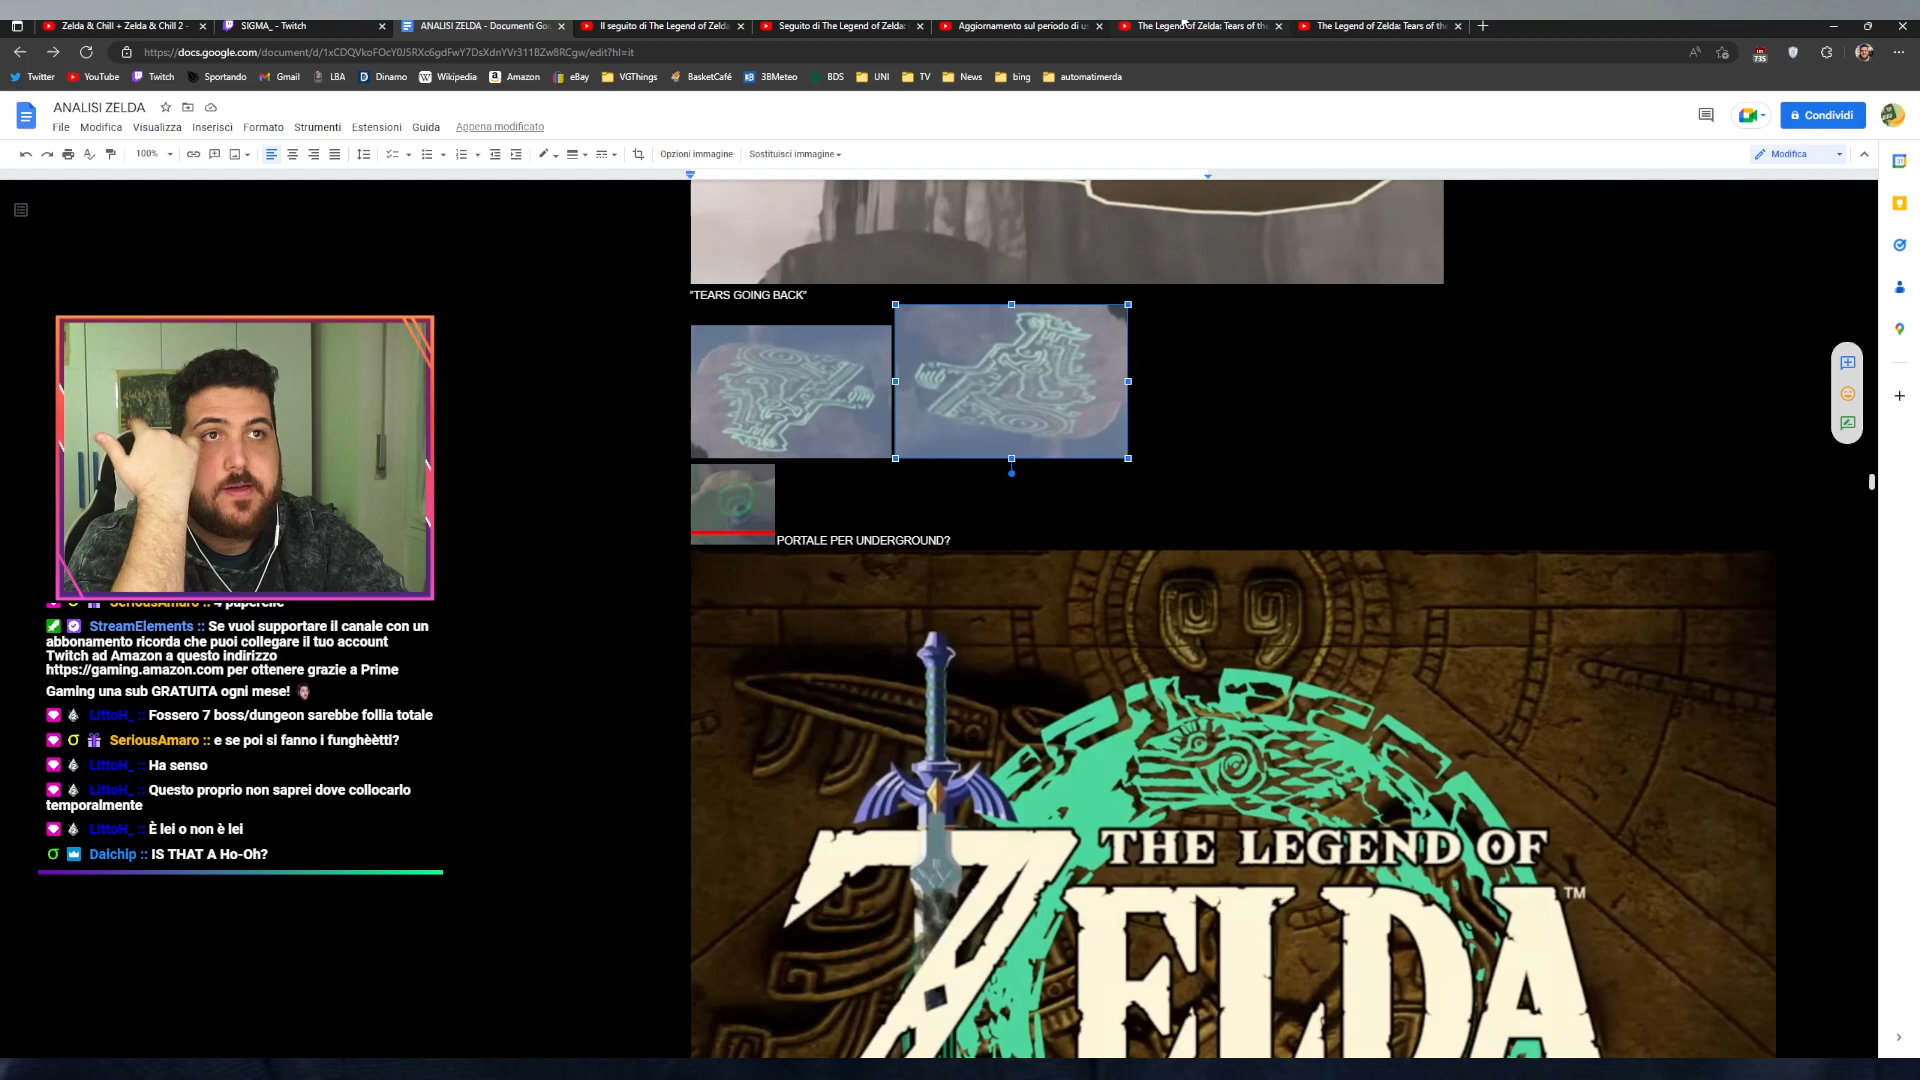 Zelda & Chill + Zelda & Chill 2 -
SIGMA_ - Twitch
ANALISI ZELDA - Documenti Goo
Il seguito di The Legend of Zelda
Seguito di The Legend of Zelda:
Aggiornamento sul periodo di us
The Legend of Zelda: Tears of the
The Legend of Zelda: Tears of the
https://docs.google.com/document/d/1xCDQVkoFOcY0J5RXc6gdFwY7DsXdnYVr311BZw8RCgw/edit?hl=it
735
Twitter
YouTube
Twitch
Sportando
Gmail
LBA
Dinamo
Wikipedia
Amazon
eBay
VGThings
BasketCafé
3BMeteo
BDS
UNI
TV
News
bing
automatimerda
ANALISI ZELDA
File
Modifica
Visualizza
Inserisci
Formato
Strumenti
Estensioni
Guida
Appena modificato
Condividi
100%
Opzioni immagine
Sostituisci immagine
Modifica
"TEARS GOING BACK"
PORTALE PER UNDERGROUND?
THE LEGEND OF
ZELDA
TM
SeriousAmaro :: 4 paperelle
StreamElements :: Se vuoi supportare il canale con un
abbonamento ricorda che puoi collegare il tuo account
Twitch ad Amazon a questo indirizzo
https://gaming.amazon.com per ottenere grazie a Prime
Gaming una sub GRATUITA ogni mese!
LittoH_ :: Fossero 7 boss/dungeon sarebbe follia totale
SeriousAmaro :: e se poi si fanno i funghèètti?
LittoH_ :: Ha senso
LittoH_ :: Questo proprio non saprei dove collocarlo
temporalmente
LittoH_ :: È lei o non è lei
Daichip :: IS THAT A Ho-Oh?